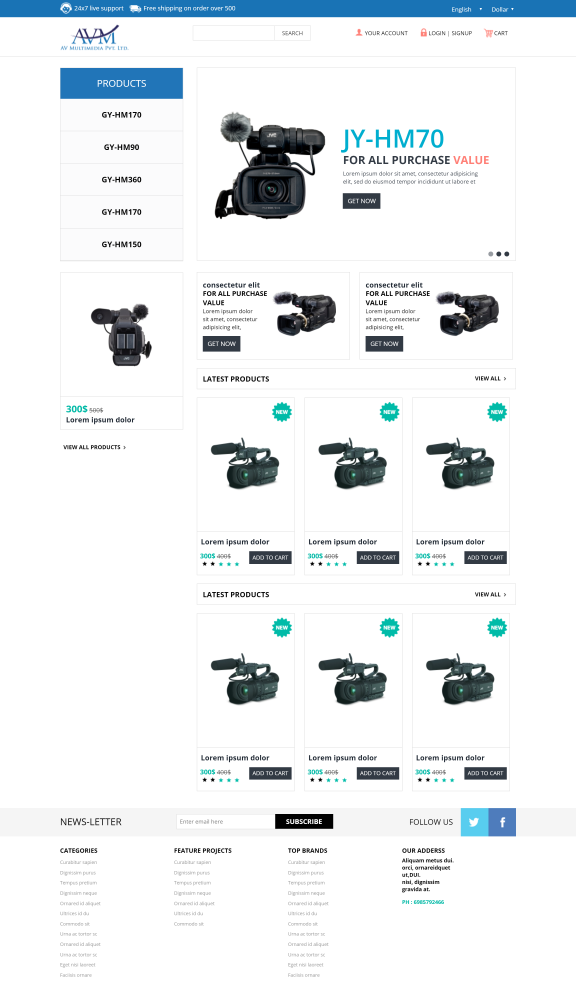 24x7 live support
Free shipping on order over 500
English
Dollar
AVM
AV MULTIMEDIA PVT. LTD.
SEARCH
YOUR ACCOUNT
LOGIN | SIGNUP
CART
PRODUCTS
GY-HM170
GY-HM90
GY-HM360
GY-HM170
GY-HM150
JVC
JY-HM70
FOR ALL PURCHASE VALUE
Lorem ipsum dolor sit amet, consectetur adipisicing
elit, sed do eiusmod tempor incididunt ut labore et
GET NOW
300$ 500$
Lorem ipsum dolor
VIEW ALL PRODUCTS >
consectetur elit
FOR ALL PURCHASE
VALUE
Lorem ipsum dolor
sit amet, consectetur
adipisicing elit,
GET NOW
consectetur elit
FOR ALL PURCHASE
VALUE
Lorem ipsum dolor
sit amet, consectetur
adipisicing elit,
GET NOW
LATEST PRODUCTS
VIEW ALL >
NEW
NEW
NEW
Lorem ipsum dolor
300$ 400$
ADD TO CART
Lorem ipsum dolor
300$ 400$
ADD TO CART
Lorem ipsum dolor
300$ 400$
ADD TO CART
LATEST PRODUCTS
VIEW ALL >
NEW
NEW
NEW
Lorem ipsum dolor
300$ 400$
ADD TO CART
Lorem ipsum dolor
300$ 400$
ADD TO CART
Lorem ipsum dolor
300$ 400$
ADD TO CART
NEWS-LETTER
Enter email here
SUBSCRIBE
FOLLOW US
CATEGORIES
Curabitur sapien
Dignissim purus
Tempus pretium
Dignissim neque
Ornared id aliquet
Ultrices id du
Commodo sit
Urna ac tortor sc
Ornared id aliquet
Urna ac tortor sc
Eget nisi laoreet
Facilisis ornare
FEATURE PROJECTS
Curabitur sapien
Dignissim purus
Tempus pretium
Dignissim neque
Ornared id aliquet
Ultrices id du
Commodo sit
TOP BRANDS
Curabitur sapien
Dignissim purus
Tempus pretium
Dignissim neque
Ornared id aliquet
Ultrices id du
Commodo sit
Urna ac tortor sc
Ornared id aliquet
Urna ac tortor sc
Eget nisi laoreet
Facilisis ornare
OUR ADDERSS
Aliquam metus dui.
orci, ornareidquet
ut,DUI.
nisi, dignissim
gravida at.
PH : 6985792466